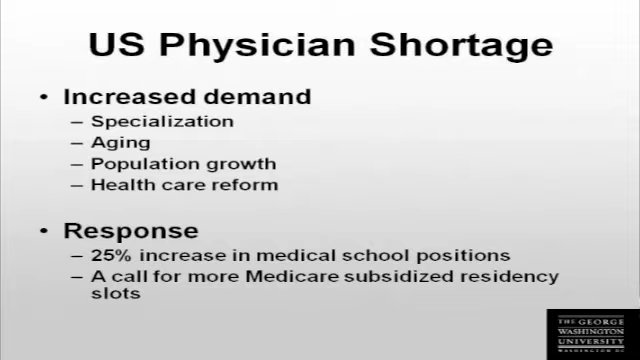 US Physician Shortage
• Increased demand
– Specialization
– Aging
– Population growth
– Health care reform
• Response
– 25% increase in medical school positions
– A call for more Medicare subsidized residency
slots
THE GEORGE
WASHINGTON
UNIVERSITY
WASHINGTON DC